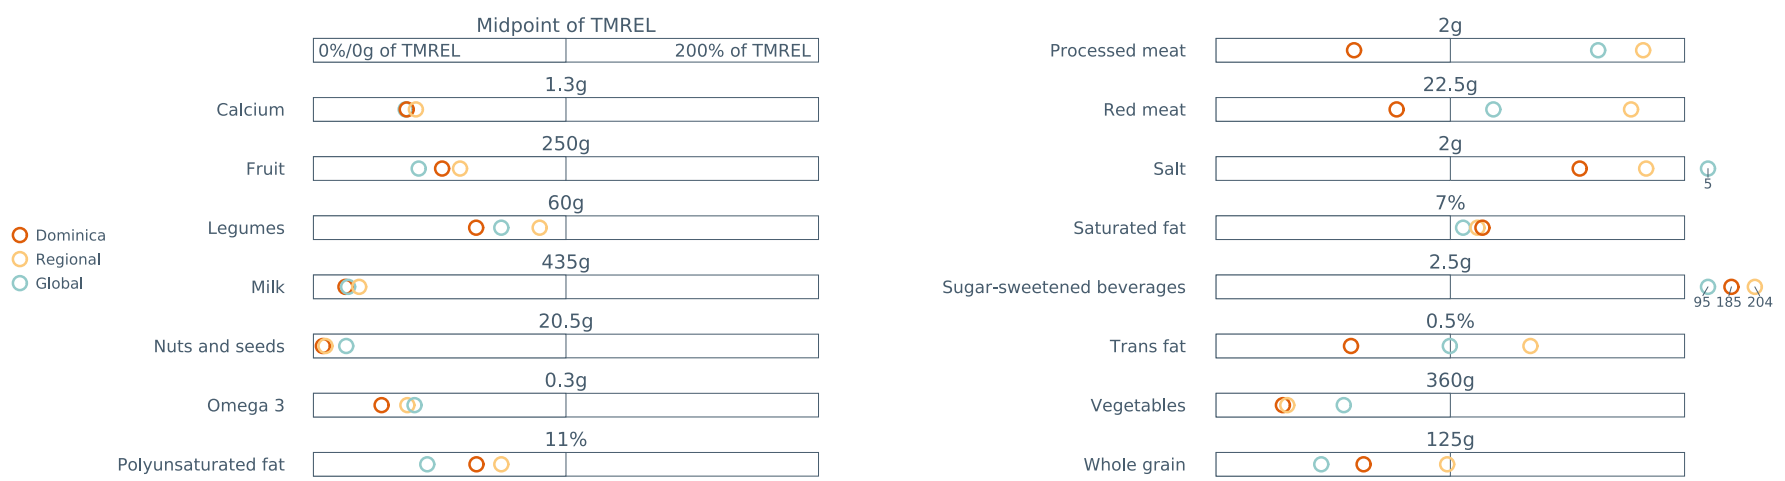 Midpoint of TMREL
0%/0g of TMREL 200% of TMREL
1.3g
Calcium
250g
Fruit
60g
Legumes
435g
Milk
20.5g
Nuts and seeds
0.3g
Omega 3
11%
Polyunsaturated fat
Dominica
Regional
Global
2g
Processed meat
22.5g
Red meat
2g
Salt
5
7%
Saturated fat
2.5g
Sugar-sweetened beverages
95 185 204
0.5%
Trans fat
360g
Vegetables
125g
Whole grain